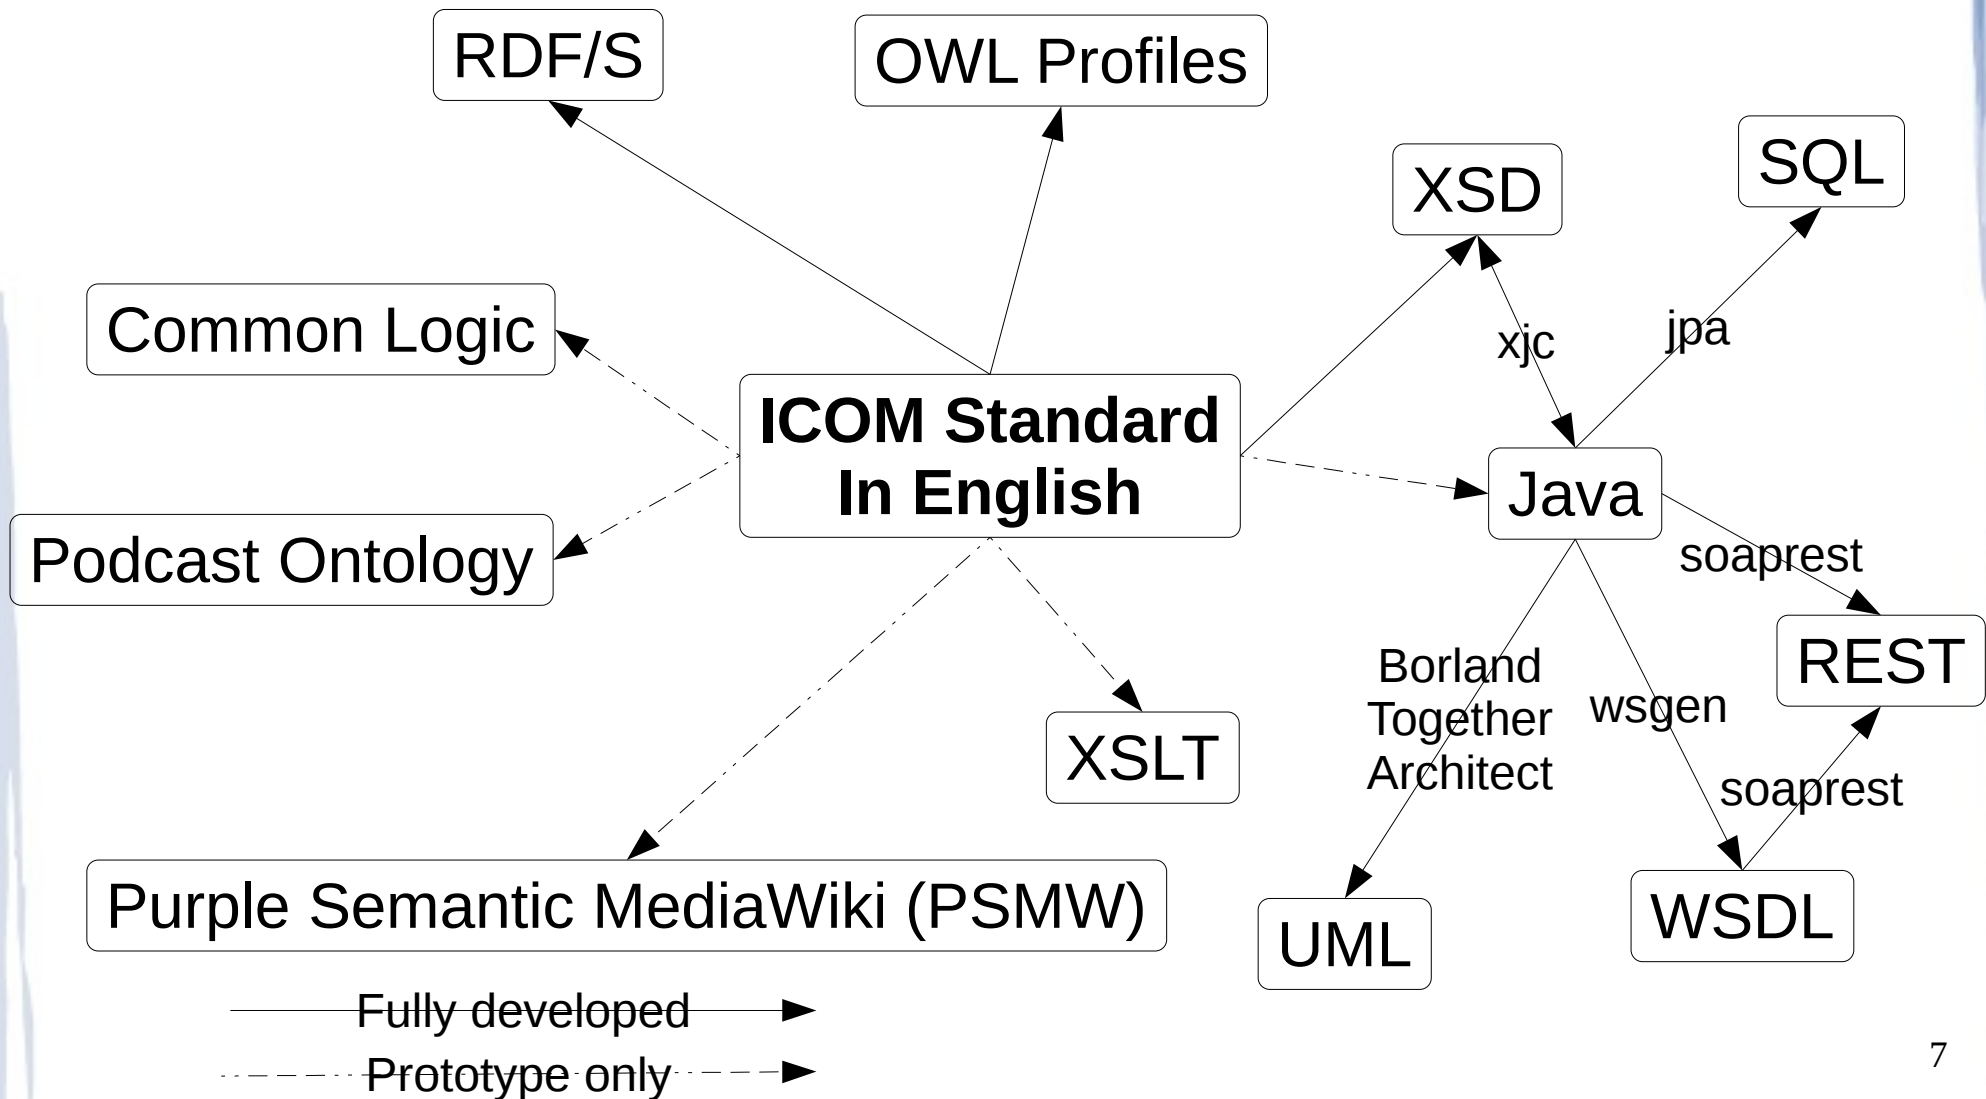 RDF/S
OWL Profiles
XSD
SQL
Common Logic
xjc
jpa
ICOM Standard
In English
Java
Podcast Ontology
soaprest
REST
Borland
Together
Architect
wsgen
XSLT
soaprest
Purple Semantic MediaWiki (PSMW)
UML
WSDL
Fully developed
Prototype only
7